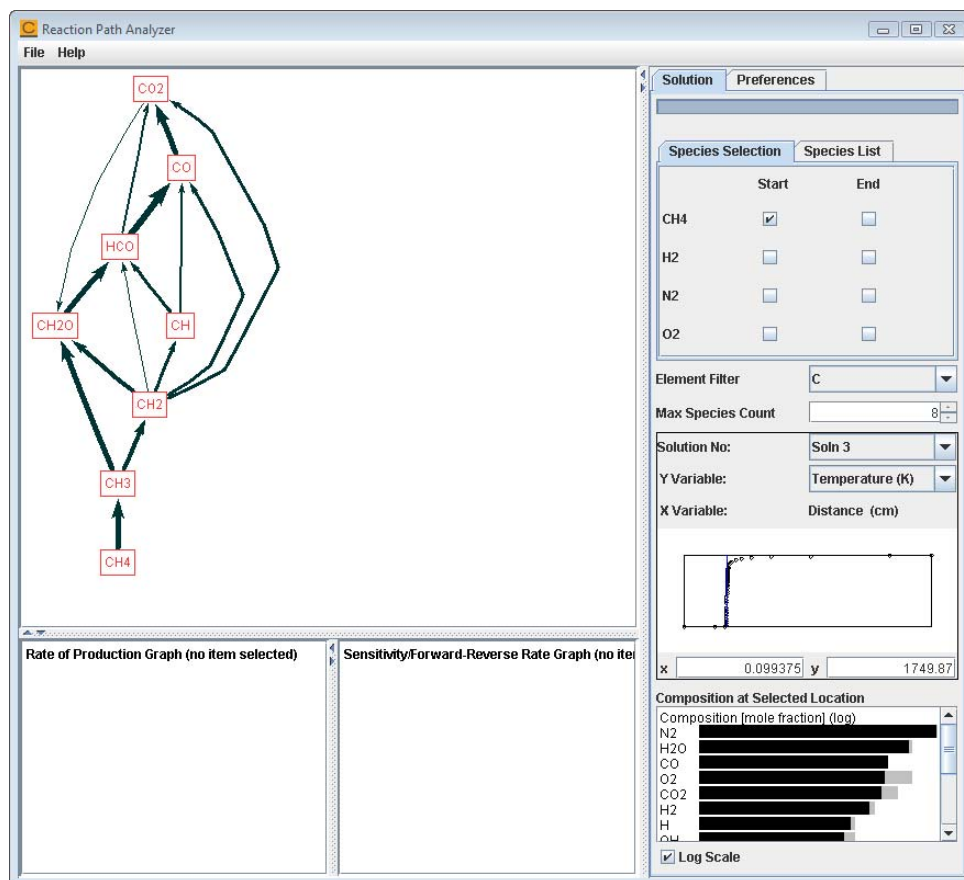 C Reaction Path Analyzer
File Help
CO2
CO
HCO
CH2O
CH
CH2
CH3
CH4
Rate of Production Graph (no item selected)
Sensitivity/Forward-Reverse Rate Graph (no ite
Solution Preferences
Species Selection Species List
Start End
CH4
H2
N2
O2
Element Filter C
Max Species Count 8
Solution No: Soln 3
Y Variable: Temperature (K)
X Variable: Distance (cm)
x 0.099375 y 1749.87
Composition at Selected Location
Composition [mole fraction] (log)
N2
H2O
CO
O2
CO2
H2
H
OH
Log Scale